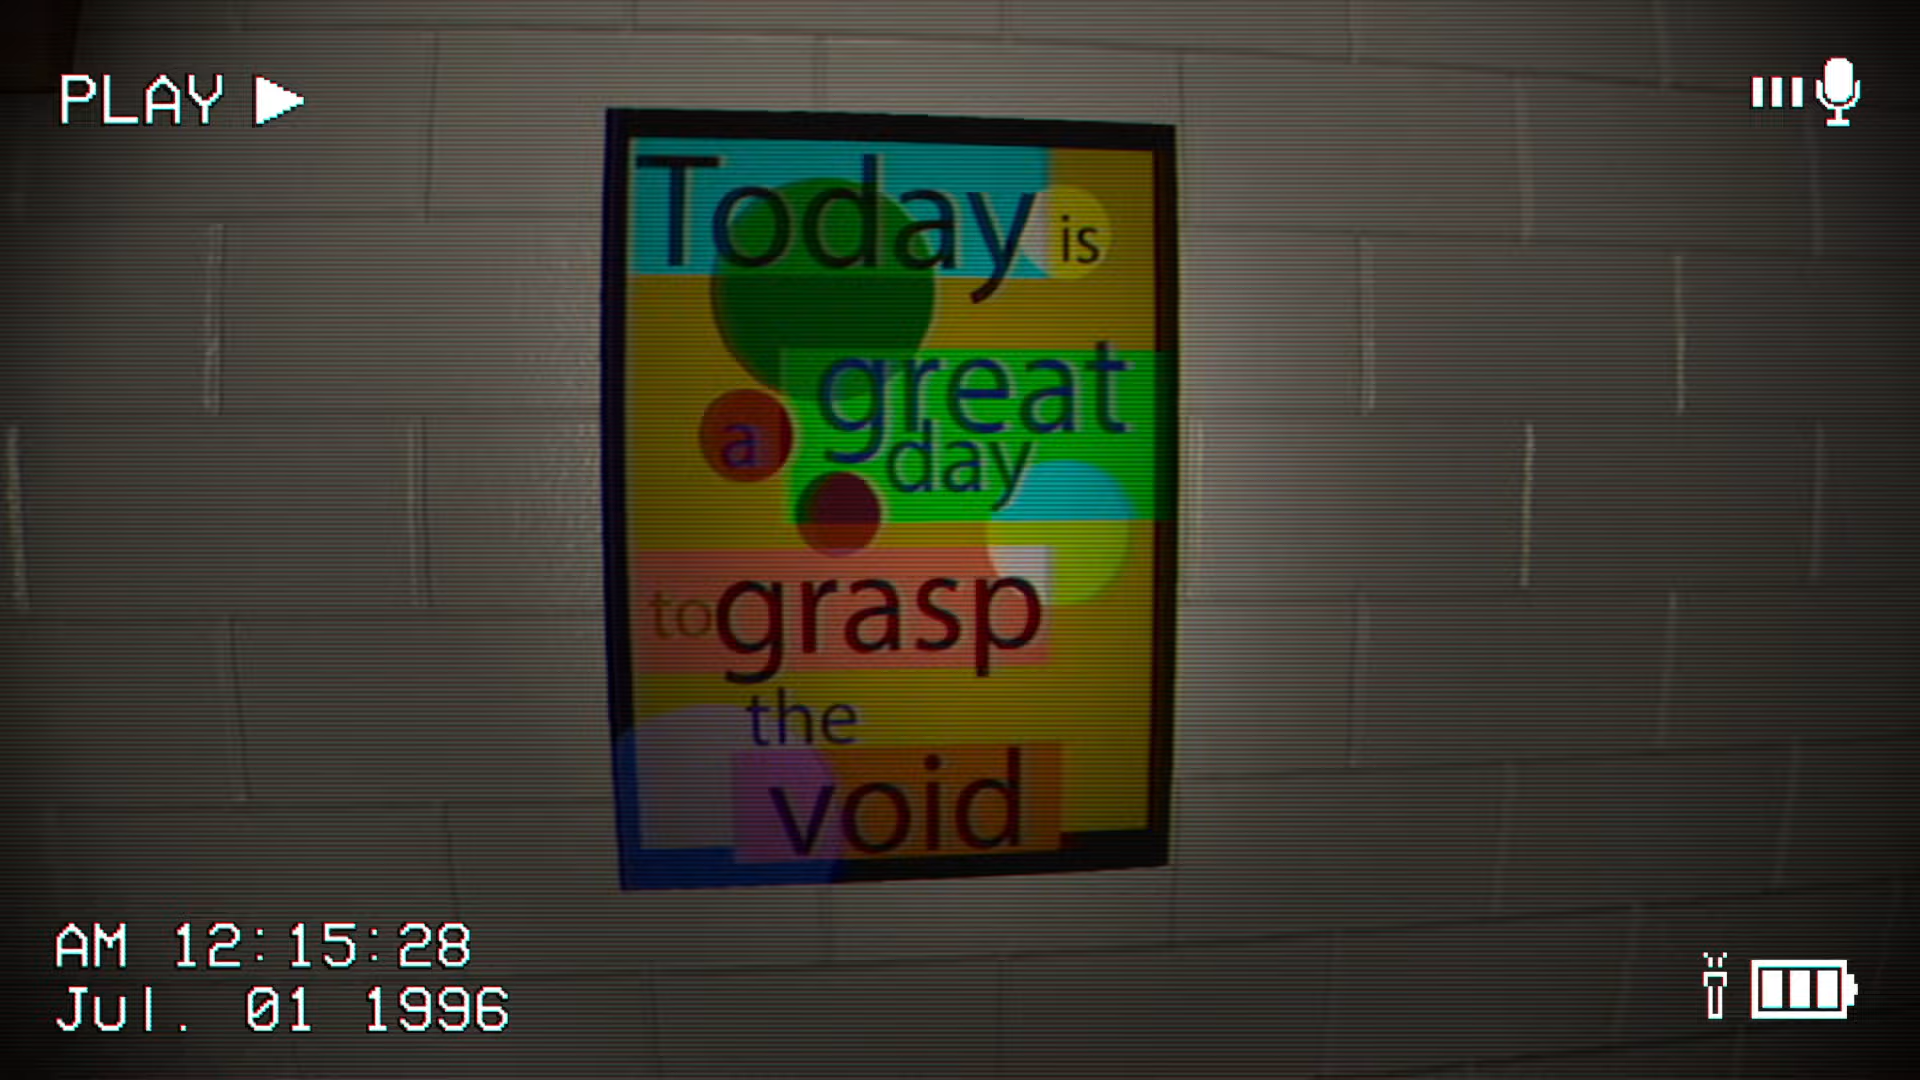 PLAY
Today is
a great
day
to grasp
the
void
AM 12:15:28
Jul. 01 1996